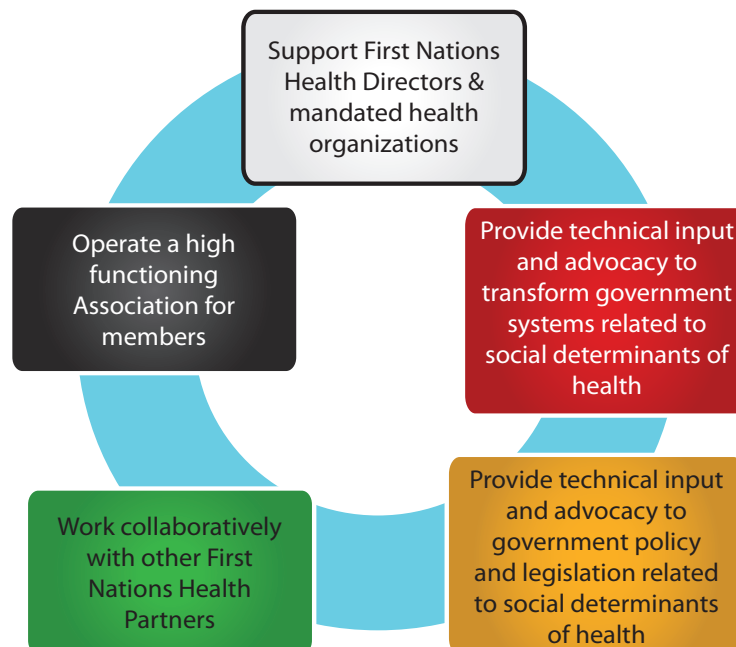 Support First Nations
Health Directors &
mandated health
organizations
Provide technical input
and advocacy to
transform government
systems related to
social determinants of
health
Provide technical input
and advocacy to
government policy
and legislation related
to social determinants
of health
Work collaboratively
with other First
Nations Health
Partners
Operate a high
functioning
Association for
members